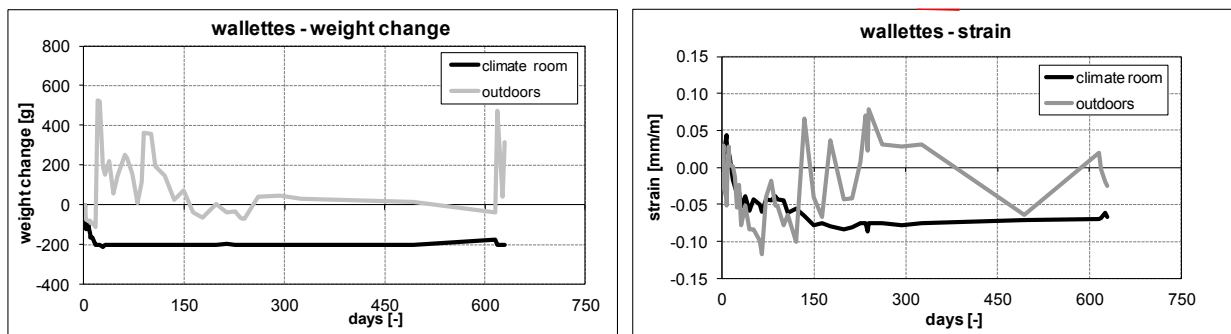 wallettes - weight change
800
600
400
200
0
-200
-400
weight change [g]
climate room
outdoors
0 150 300 450 600 750
days [-]
wallettes - strain
0.15
0.10
0.05
0.00
-0.05
-0.10
-0.15
strain [mm/m]
climate room
outdoors
0 150 300 450 600 750
days [-]